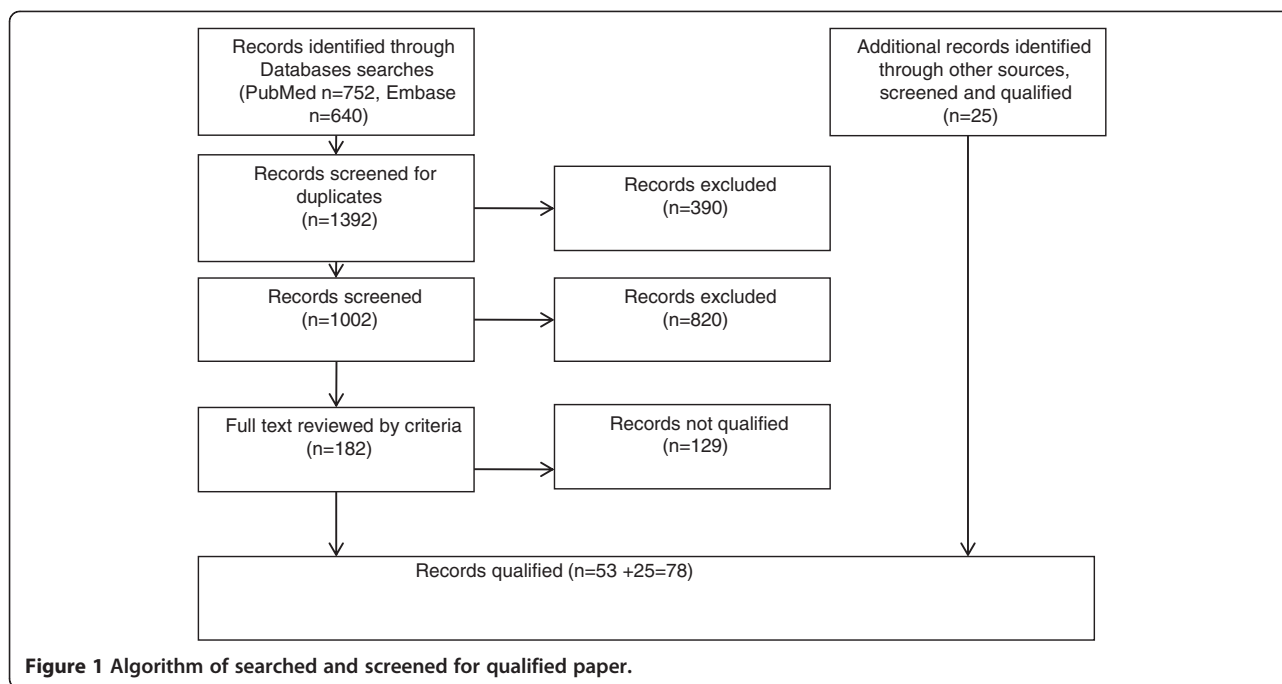 Records identified through
Databases searches
(PubMed n=752, Embase
n=640)
Additional records identified
through other sources,
screened and qualified
(n=25)
Records screened for
duplicates
(n=1392)
Records excluded
(n=390)
Records screened
(n=1002)
Records excluded
(n=820)
Full text reviewed by criteria
(n=182)
Records not qualified
(n=129)
Records qualified (n=53 +25=78)
Figure 1 Algorithm of searched and screened for qualified paper.